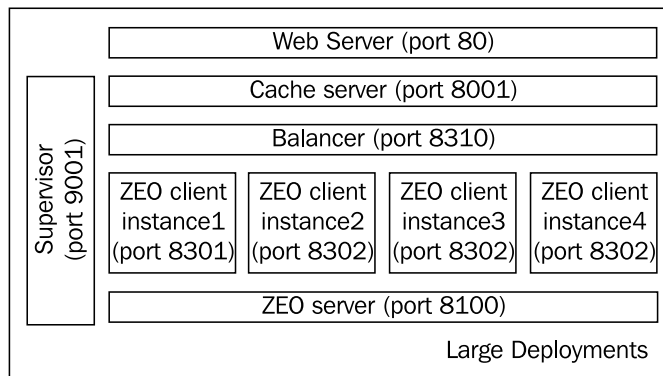 Web Server (port 80)
Supervisor
(port 9001)
Cache server (port 8001)
Balancer (port 8310)
ZEO client
instance1
(port 8301)
ZEO client
instance2
(port 8302)
ZEO client
instance3
(port 8302)
ZEO client
instance4
(port 8302)
ZEO server (port 8100)
Large Deployments